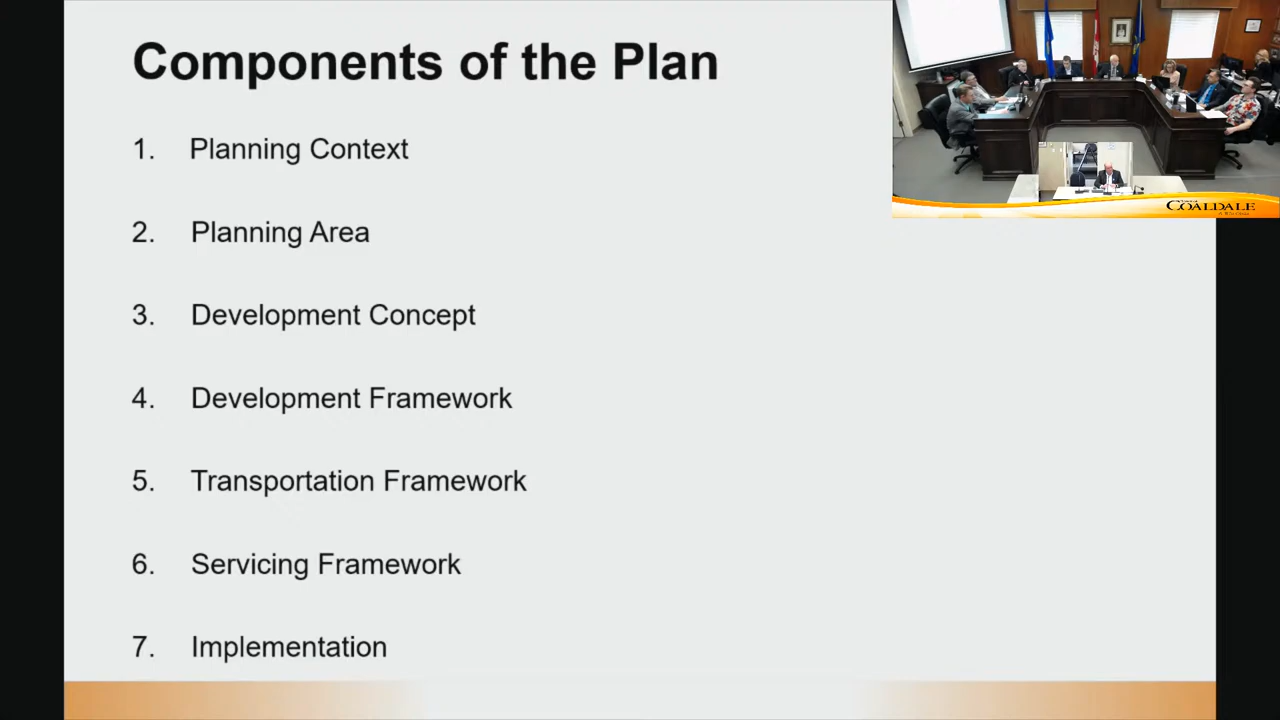 Components of the Plan
1. Planning Context
2. Planning Area
3. Development Concept
4. Development Framework
5. Transportation Framework
6. Servicing Framework
7. Implementation
COALDALE